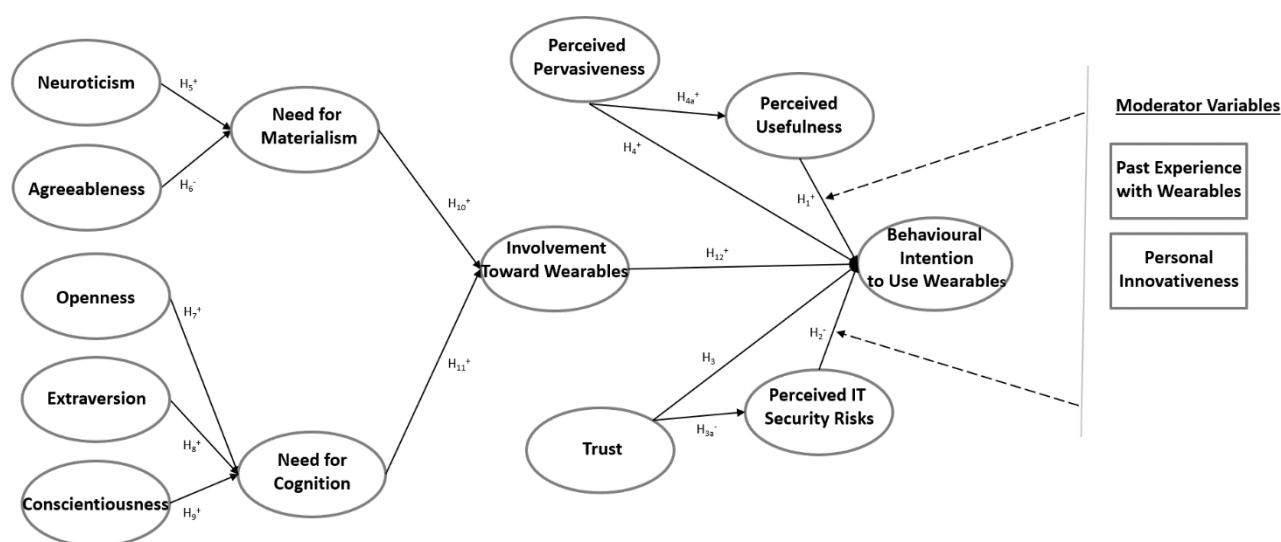 Neuroticism
H5+
Agreeableness
H6-
Need for
Materialism
Openness
H7+
Extraversion
H8+
Conscientiousness
H9+
Need for
Cognition
H10+
H11+
Involvement
Toward Wearables
H12+
Perceived
Pervasiveness
H4a+
H4+
Perceived
Usefulness
H1+
Behavioural
Intention
to Use Wearables
H2-
H3
Trust
H3a-
Perceived IT
Security Risks
Moderator Variables
Past Experience
with Wearables
Personal
Innovativeness